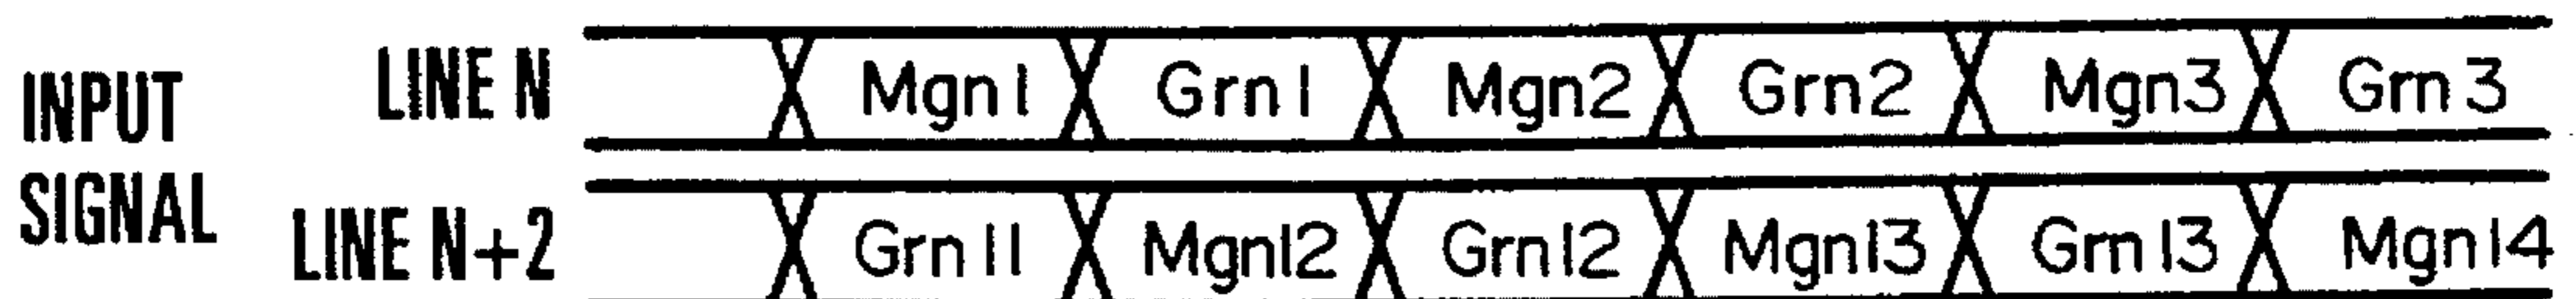 INPUT SIGNAL
LINE N Mgn1 Grn1 Mgn2 Grn2 Mgn3 Grn3
LINE N+2 Grn11 Mgn12 Grn12 Mgn13 Grn13 Mgn14